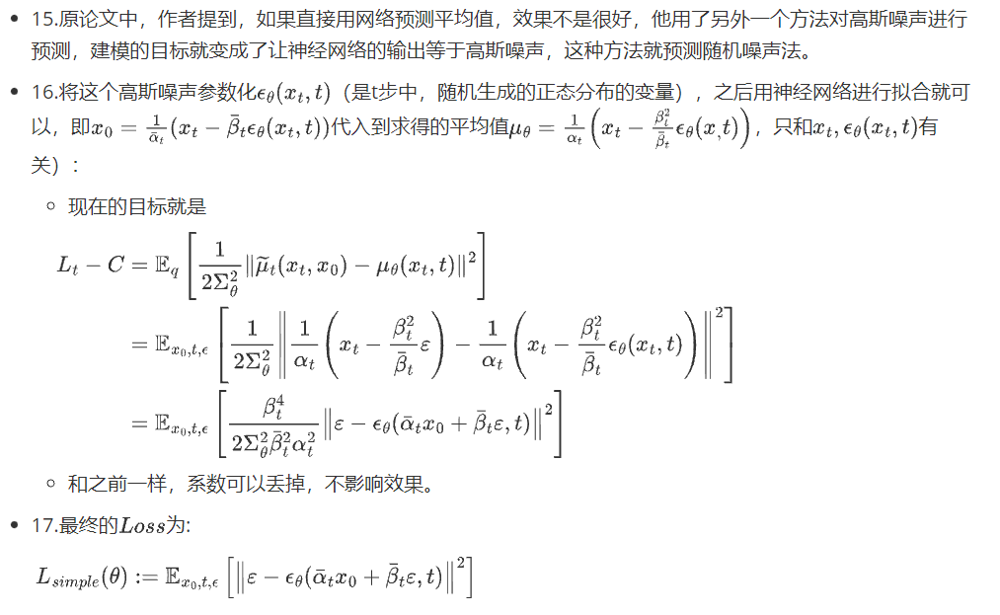 • 15.原论文中，作者提到，如果直接用网络预测平均值，效果不是很好，他用了另外一个方法对高斯噪声进行
预测，建模的目标就变成了让神经网络的输出等于高斯噪声，这种方法就预测随机噪声法。
• 16.将这个高斯噪声参数化$\epsilon_\theta(x_t, t)$（是t步中，随机生成的正态分布的变量），之后用神经网络进行拟合就可
以，即$x_0 = \frac{1}{\bar{\alpha}_t}(x_t - \bar{\beta}_t \epsilon_\theta(x_t, t))$代入到求得的平均值$\mu_\theta = \frac{1}{\alpha_t}\left(x_t - \frac{\beta_t^2}{\bar{\beta}_t}\epsilon_\theta(x_, t)\right)$，只和$x_t, \epsilon_\theta(x_t, t)$有
关）：
○ 现在的目标就是
$L_t - C = \mathbb{E}_q\left[\frac{1}{2\Sigma_\theta^2}\|\widetilde{\mu}_t(x_t, x_0) - \mu_\theta(x_t, t)\|^2\right]$
$= \mathbb{E}_{x_0,t,\epsilon}\left[\frac{1}{2\Sigma_\theta^2}\left\|\frac{1}{\alpha_t}\left(x_t - \frac{\beta_t^2}{\bar{\beta}_t}\varepsilon\right) - \frac{1}{\alpha_t}\left(x_t - \frac{\beta_t^2}{\bar{\beta}_t}\epsilon_\theta(x_t, t)\right)\right\|^2\right]$
$= \mathbb{E}_{x_0,t,\epsilon}\left[\frac{\beta_t^4}{2\Sigma_\theta^2\bar{\beta}_t^2\alpha_t^2}\left\|\varepsilon - \epsilon_\theta(\bar{\alpha}_t x_0 + \bar{\beta}_t\varepsilon, t)\right\|^2\right]$
○ 和之前一样，系数可以丢掉，不影响效果。
• 17.最终的$Loss$为:
$L_{simple}(\theta) := \mathbb{E}_{x_0,t,\epsilon}\left[\left\|\varepsilon - \epsilon_\theta(\bar{\alpha}_t x_0 + \bar{\beta}_t\varepsilon, t)\right\|^2\right]$